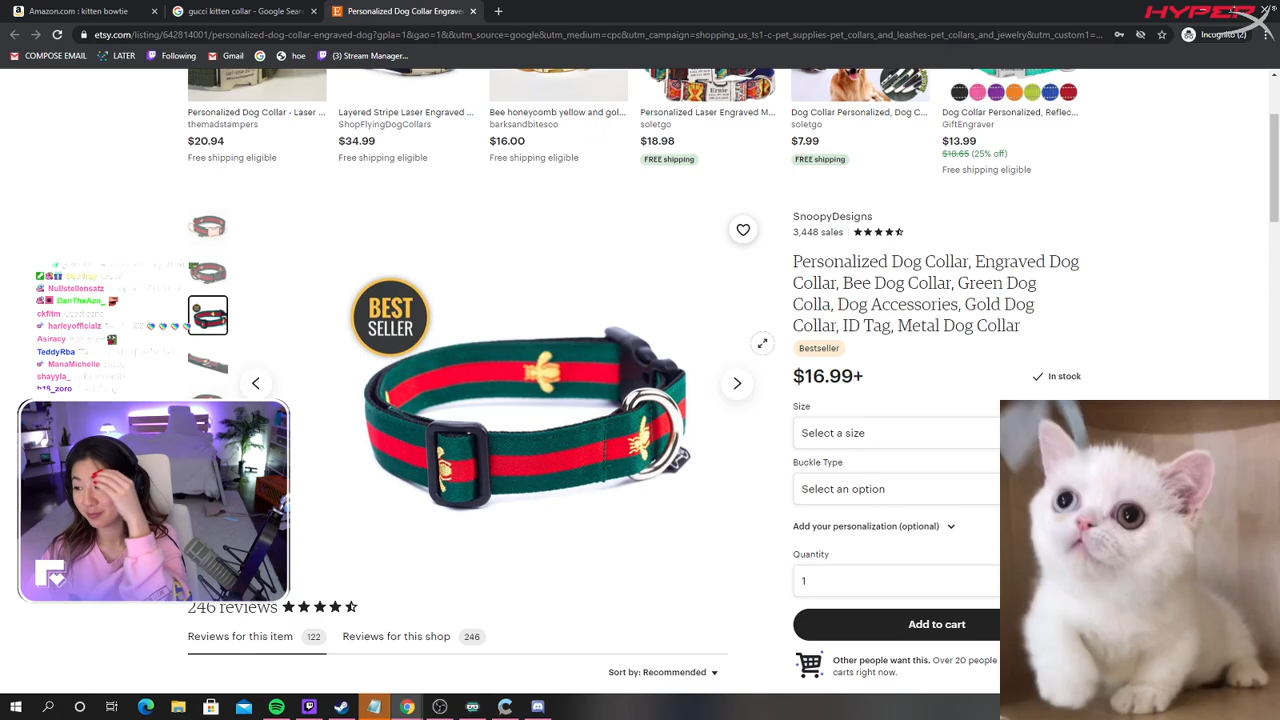 Amazon.com : kitten bowtie
gucci kitten collar - Google Sear
Personalized Dog Collar Engrave
HYPER
etsy.com/listing/642814001/personalized-dog-collar-engraved-dog?gpla=1&gao=1&&utm_source=google&utm_medium=cpc&utm_campaign=shopping_us_ts1-c-pet_supplies-pet_collars_and_leashes-pet_collars_and_jewelry&utm_custom1=...
Incognito (2)
COMPOSE EMAIL
LATER
Following
Gmail
hoe
(3) Stream Manager...
Personalized Dog Collar - Laser ...
themadstampers
$20.94
Free shipping eligible
Layered Stripe Laser Engraved ...
ShopFlyingDogCollars
$34.99
Free shipping eligible
Bee honeycomb yellow and gol...
barksandbitesco
$16.00
Free shipping eligible
Personalized Laser Engraved M...
soletgo
$18.98
FREE shipping
Dog Collar Personalized, Dog C...
soletgo
$7.99
FREE shipping
Dog Collar Personalized, Reflec...
GiftEngraver
$13.99
$18.65 (25% off)
Free shipping eligible
BEST
SELLER
SnoopyDesigns
3,448 sales
Personalized Dog Collar, Engraved Dog
Collar, Bee Dog Collar, Green Dog
Colla, Dog Accessories, Gold Dog
Collar, ID Tag, Metal Dog Collar
Bestseller
$16.99+
In stock
Size
Select a size
Buckle Type
Select an option
Add your personalization (optional)
Quantity
1
Add to cart
Other people want this. Over 20 people
carts right now.
Nullstellensatz
DanTheAzn_
ckfitm
harleyofficialz
Asiracy
TeddyRba
ManaMichelle
shayyla_
h18_zoro
246 reviews
Reviews for this item 122
Reviews for this shop 246
Sort by: Recommended